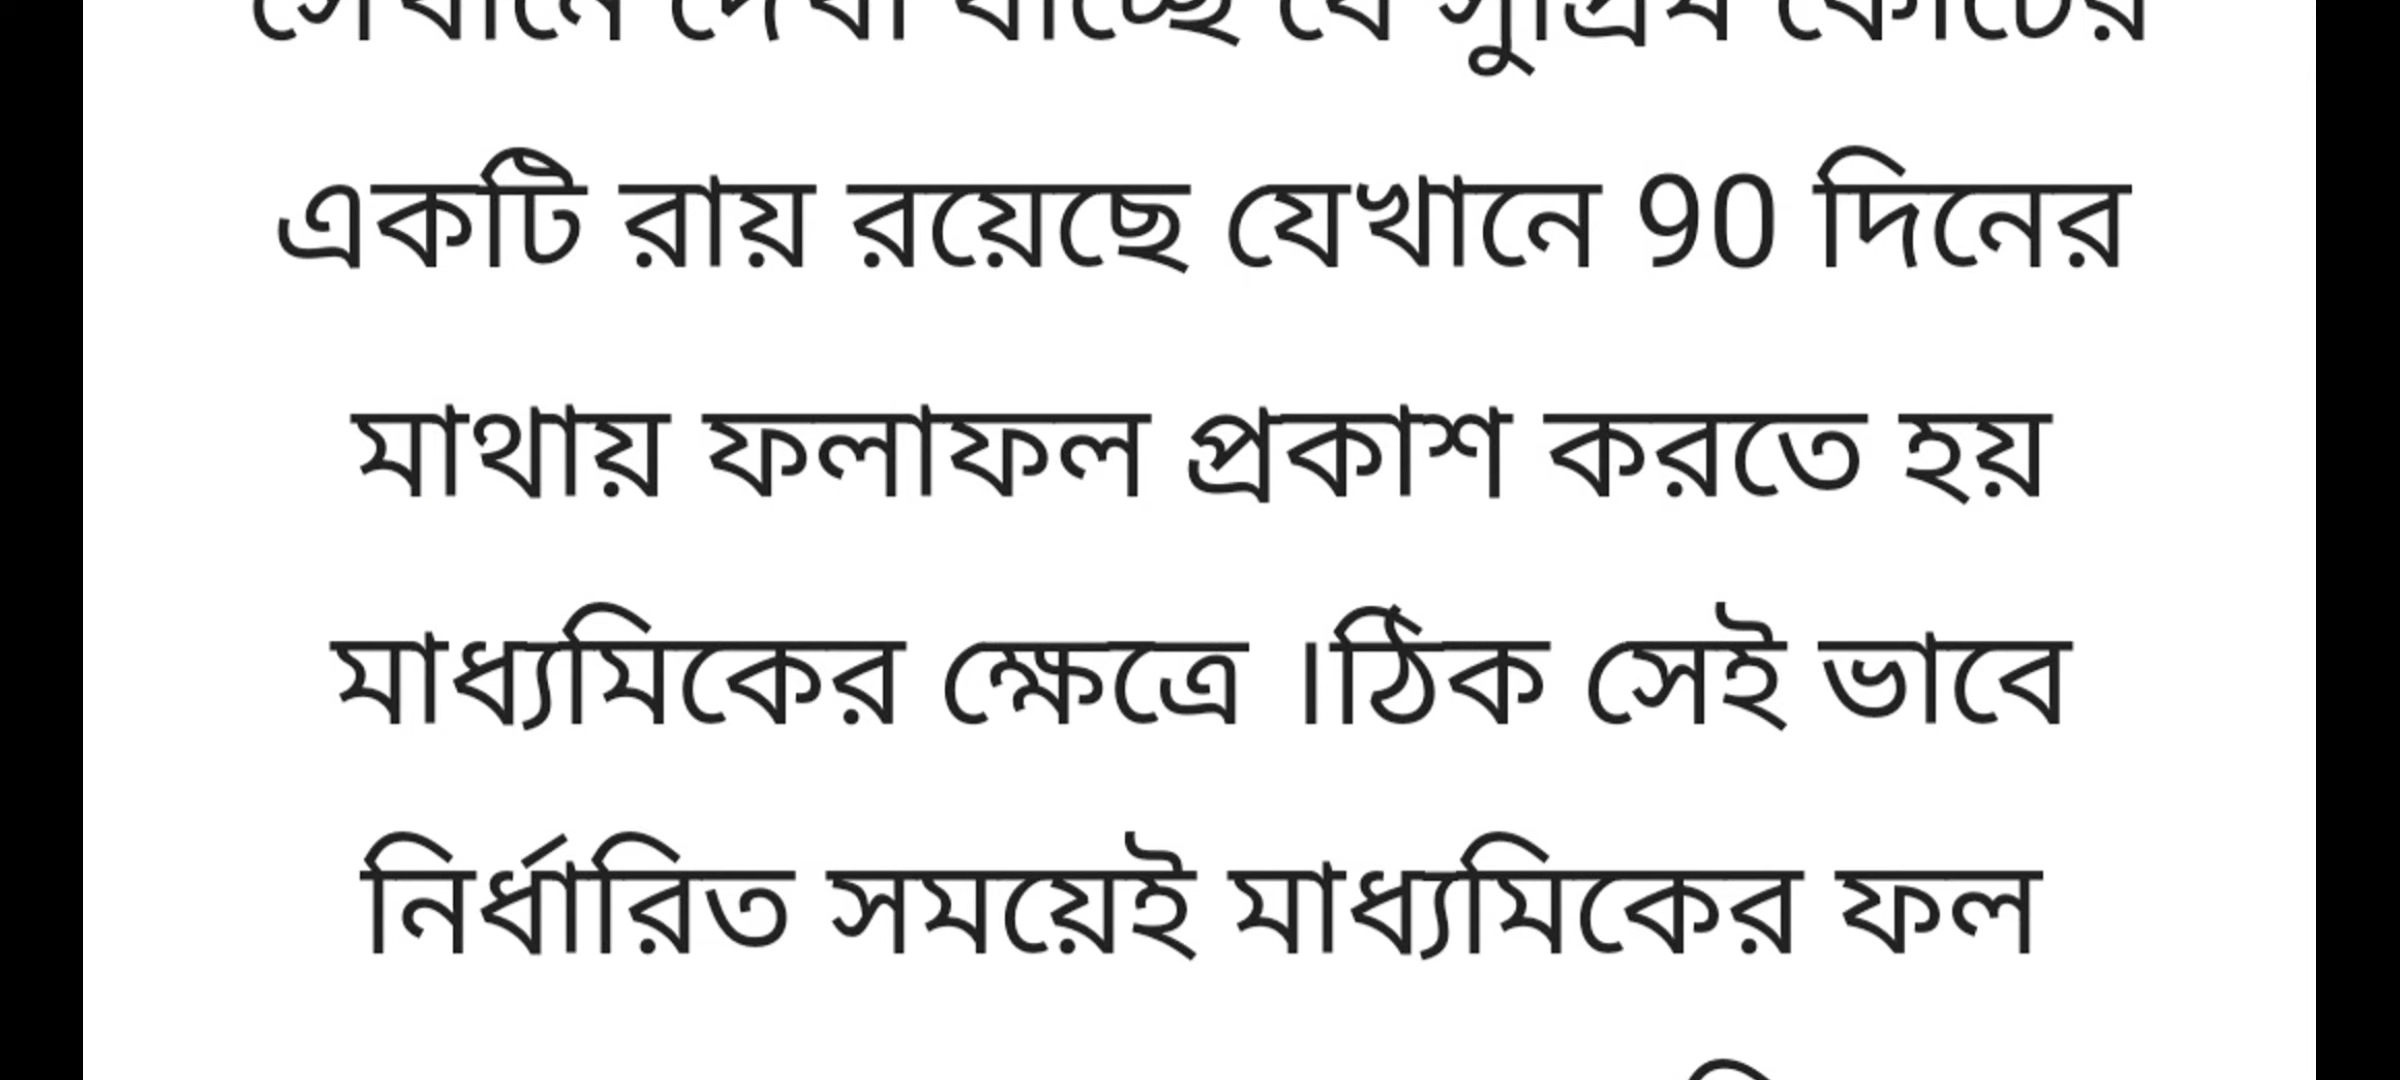 সেখানে দেখা যাচ্ছে যে সুপ্রিম কোর্টের
একটি রায় রয়েছে যেখানে 90 দিনের
মাথায় ফলাফল প্রকাশ করতে হয়
মাধ্যমিকের ক্ষেত্রে ।ঠিক সেই ভাবে
নির্ধারিত সময়েই মাধ্যমিকের ফল